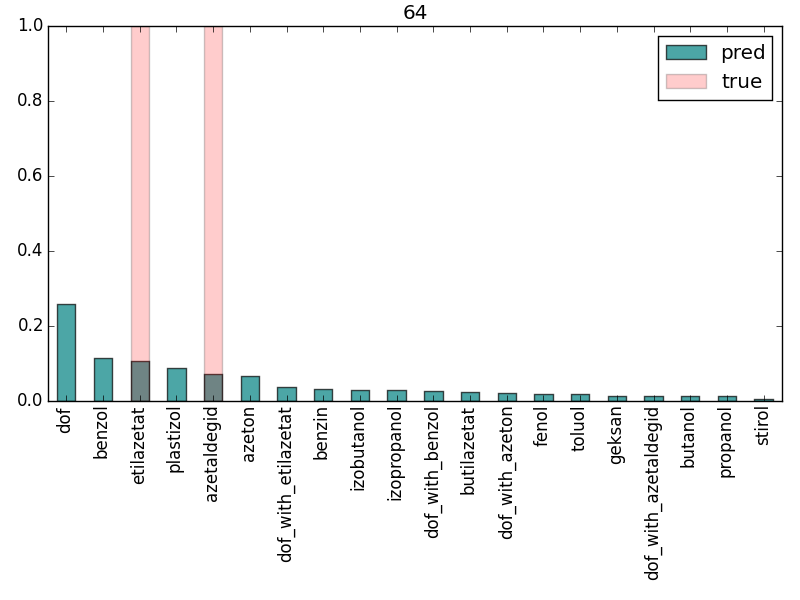 64
1.0
0.8
0.6
0.4
0.2
0.0
pred
true
dof
benzol
etilazetat
plastizol
azetaldegid
azeton
dof_with_etilazetat
benzin
izobutanol
izopropanol
dof_with_benzol
butilazetat
dof_with_azeton
fenol
toluol
geksan
dof_with_azetaldegid
butanol
propanol
stirol